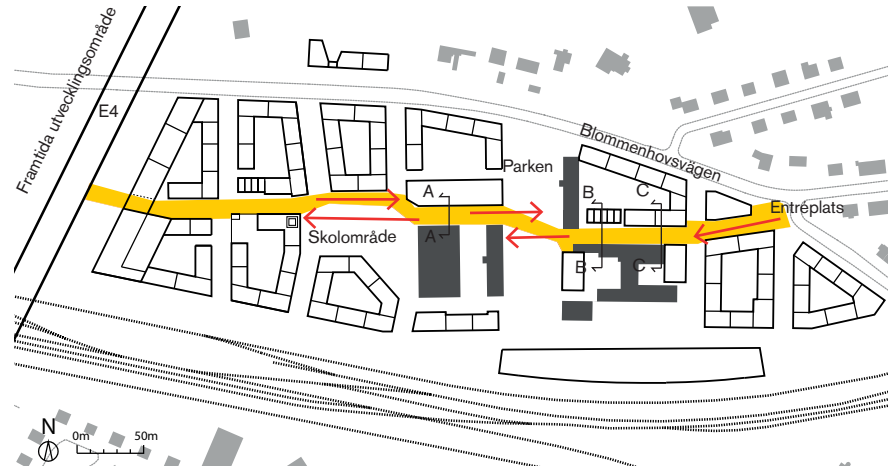 Framtida utvecklingsområde
E4
Blommenhovsvägen
Parken
A
B
C
Entréplats
A
Skolområde
B
C
N
0m
50m